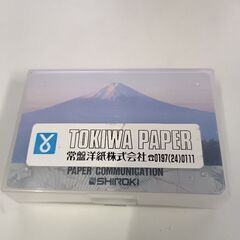 TOKIWA PAPER
常盤洋紙株式会社☎0197(24)0111
PAPER COMMUNICATION
SHIROKI